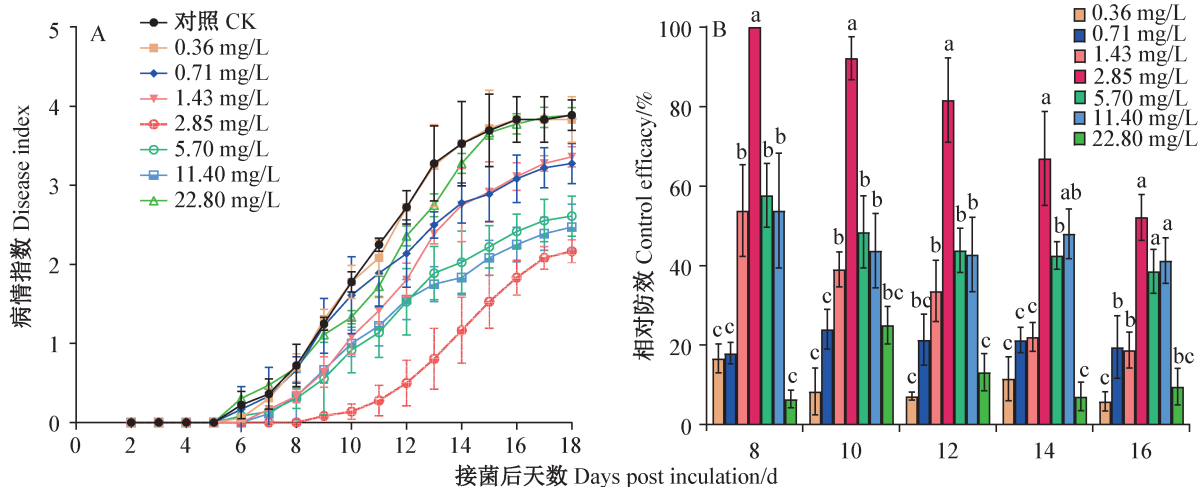 A
病情指数 Disease index
5
4
3
2
1
0
对照 CK
0.36 mg/L
0.71 mg/L
1.43 mg/L
2.85 mg/L
5.70 mg/L
11.40 mg/L
22.80 mg/L
0 2 4 6 8 10 12 14 16 18
B
相对防效 Control efficacy/%
100
80
60
40
20
0
0.36 mg/L
0.71 mg/L
1.43 mg/L
2.85 mg/L
5.70 mg/L
11.40 mg/L
22.80 mg/L
c c b a b b c
c c b a b b bc
c bc b a b b c
c c c a b ab c
c b b a a a bc
8 10 12 14 16
接菌后天数 Days post inculation/d